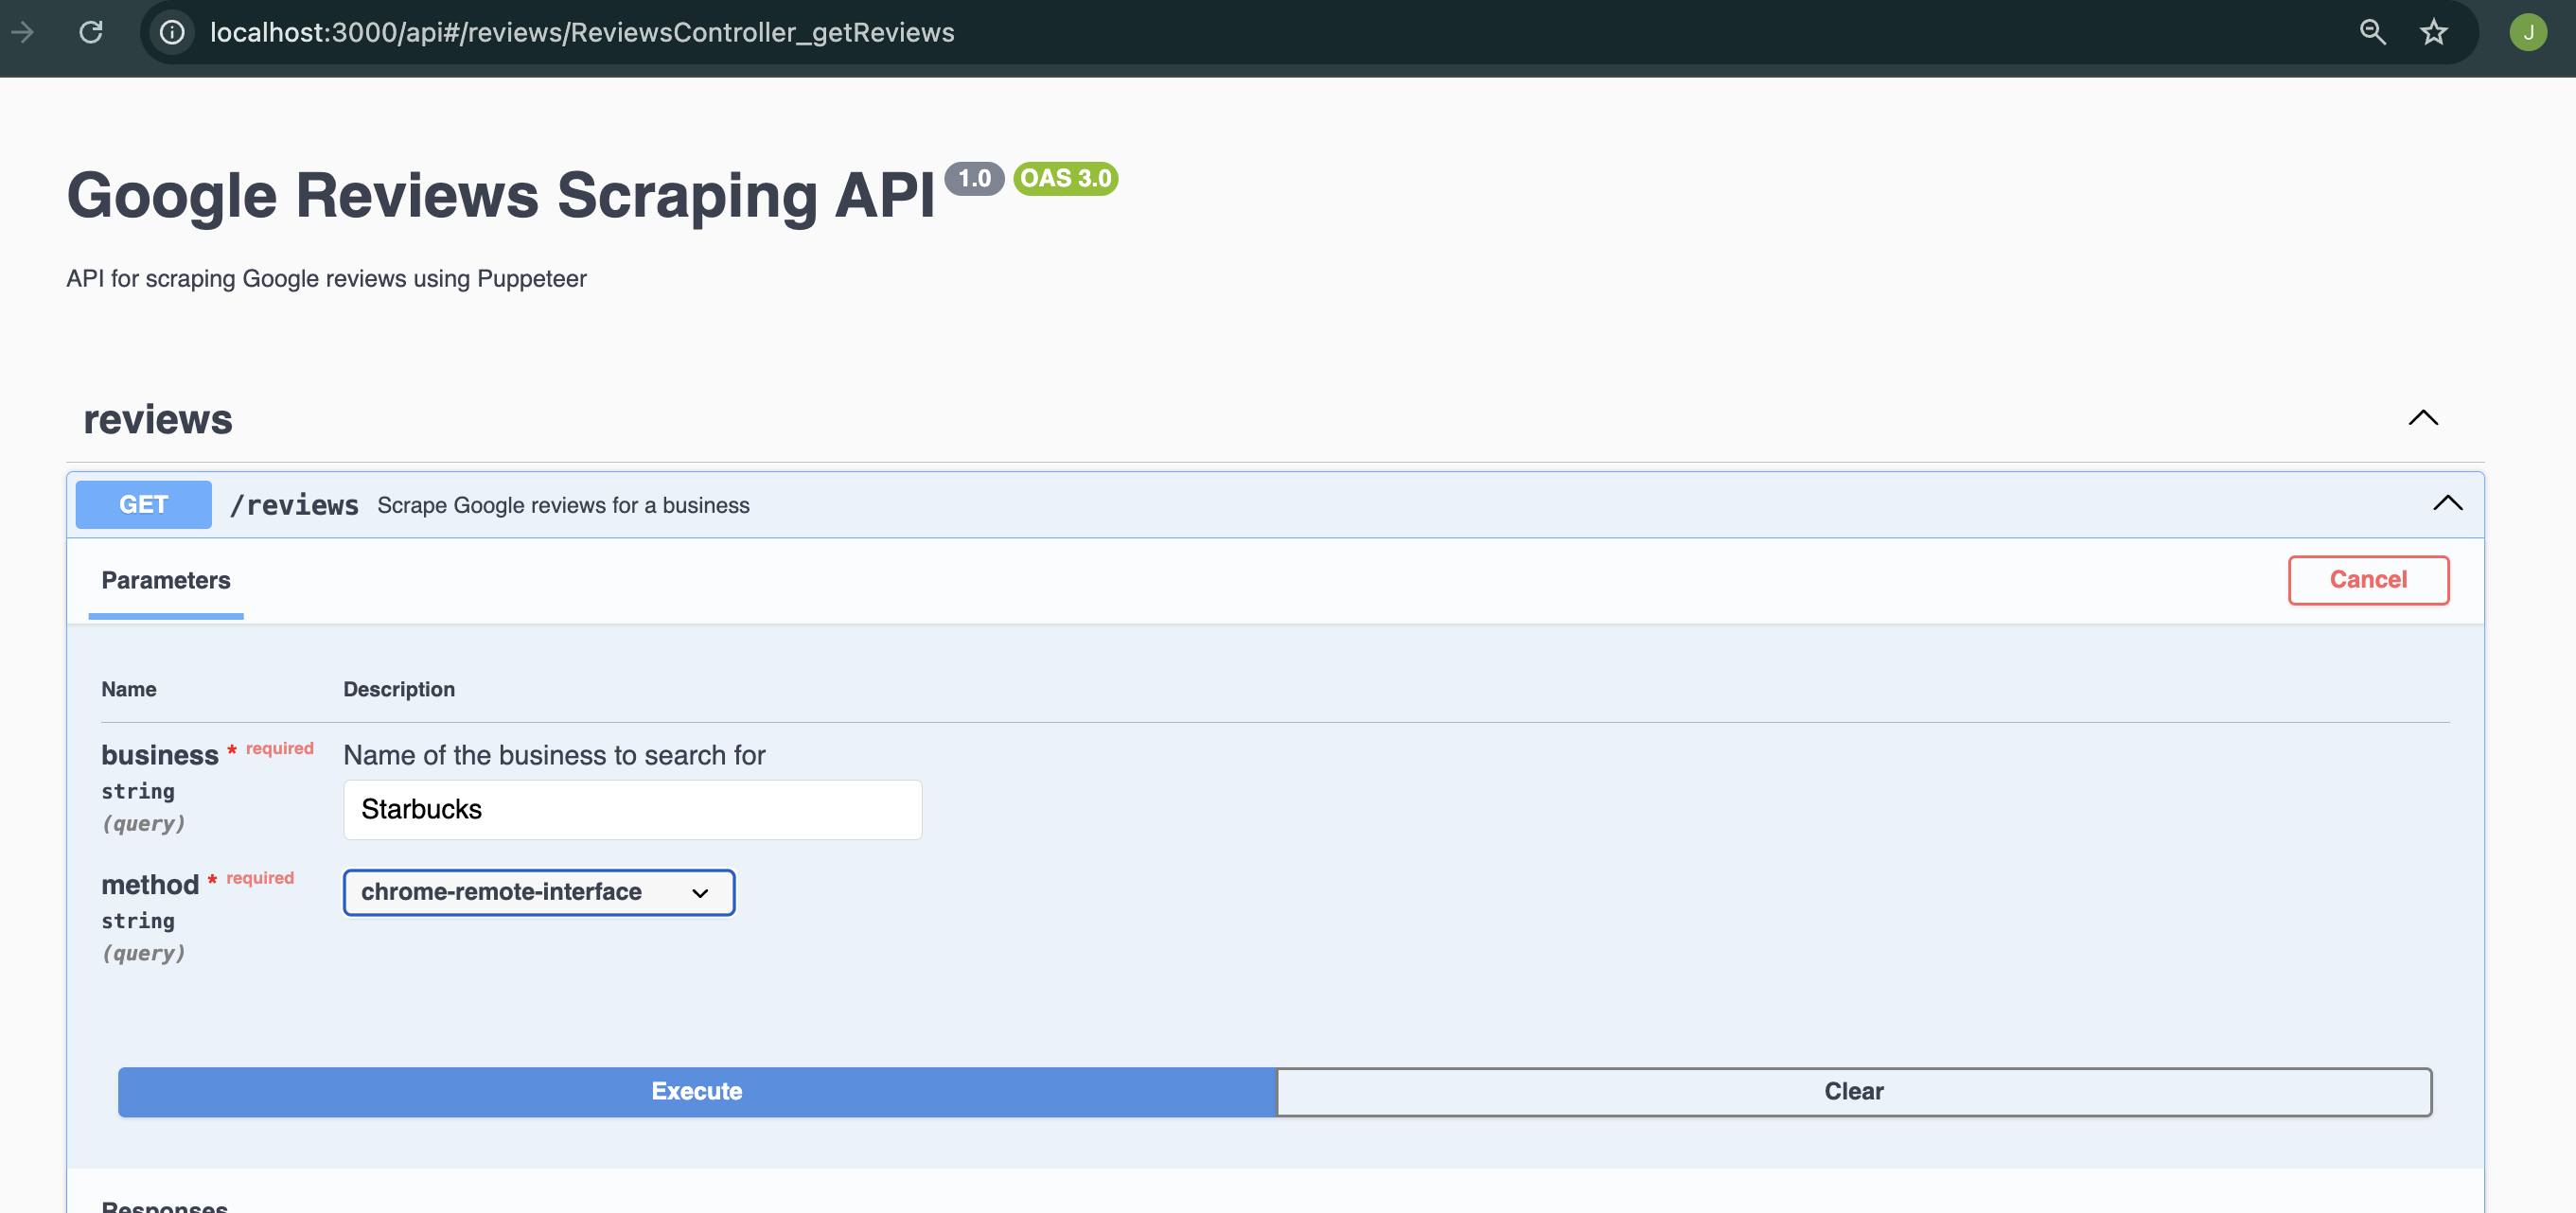 localhost:3000/api#/reviews/ReviewsController_getReviews
J
Google Reviews Scraping API 1.0 OAS 3.0
API for scraping Google reviews using Puppeteer
reviews
GET /reviews Scrape Google reviews for a business
Parameters
Cancel
Name Description
business * required Name of the business to search for
string
(query)
Starbucks
method * required
string
(query)
chrome-remote-interface
Execute Clear
Responses